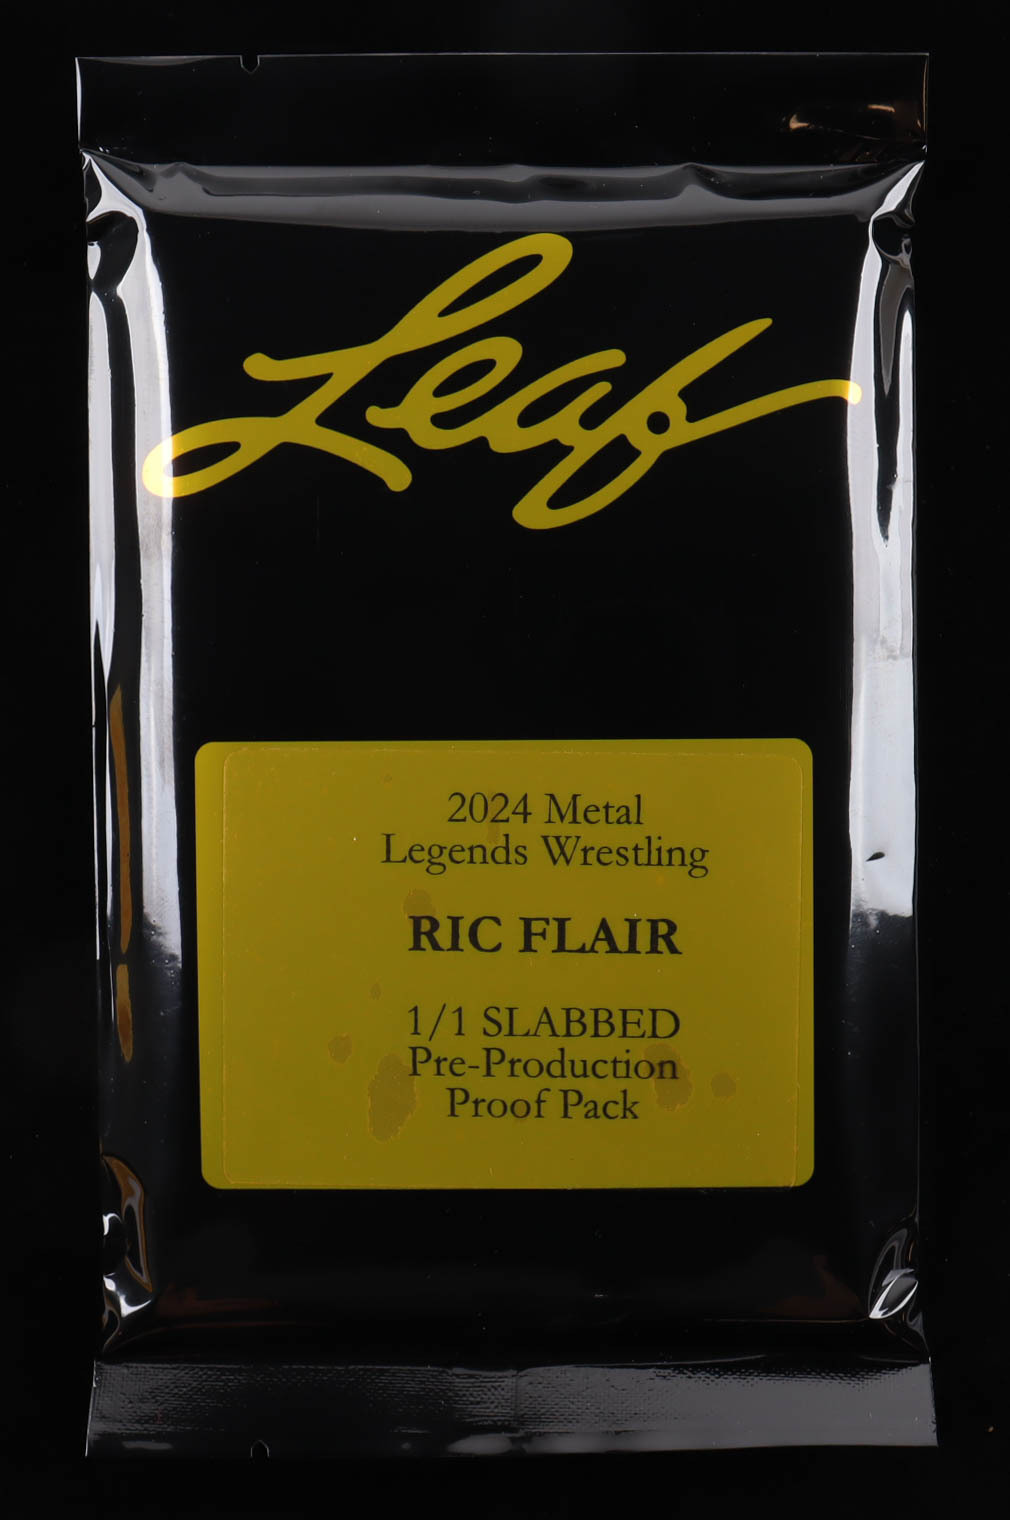 Leaf
2024 Metal
Legends Wrestling
RIC FLAIR
1/1 SLABBED
Pre-Production
Proof Pack